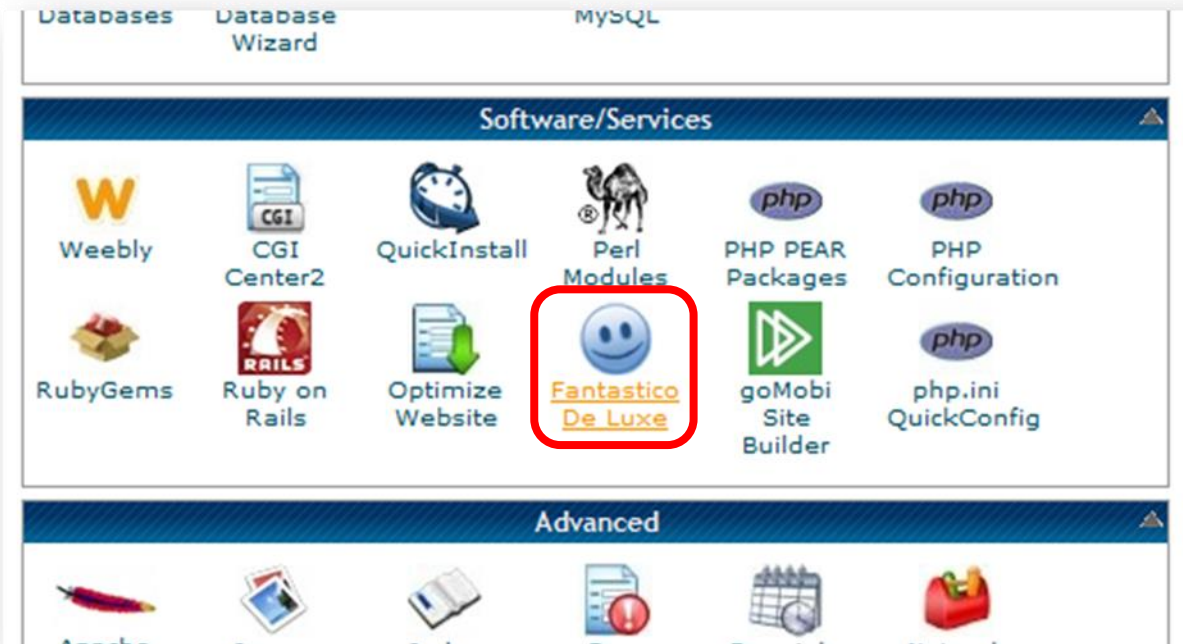 Databases Database MySQL
Wizard
Software/Services
W CGI ® php php
Weebly CGI QuickInstall Perl PHP PEAR PHP
Center2 Modules Packages Configuration
RAILS php
RubyGems Ruby on Optimize Fantastico goMobi php.ini
Rails Website De Luxe Site QuickConfig
Builder
Advanced